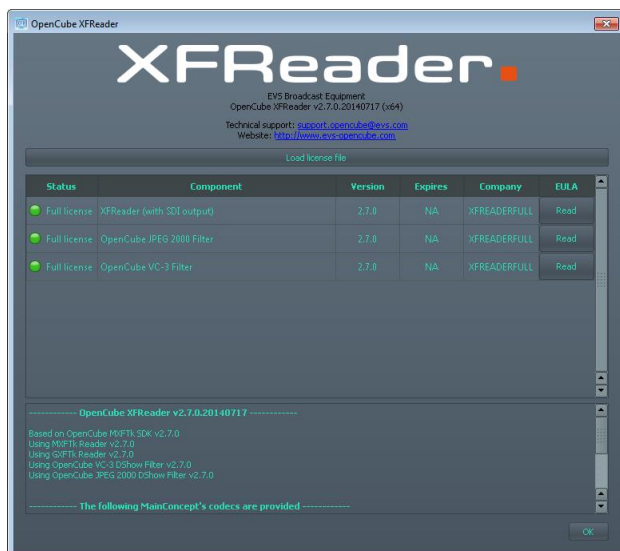 OpenCube XFReader
XFReader
EVS Broadcast Equipment
OpenCube XFReader v2.7.0.20140717 (x64)
Technical support: support.opencube@evs.com
Website: http://www.evs-opencube.com
Load license file
Status Component Version Expires Company EULA
Full license XFReader (with SDI output) 2.7.0 NA XFREADERFULL Read
Full license OpenCube JPEG 2000 Filter 2.7.0 NA XFREADERFULL Read
Full license OpenCube VC-3 Filter 2.7.0 NA XFREADERFULL Read
------------ OpenCube XFReader v2.7.0.20140717 ------------
Based on OpenCube MXFTk SDK v2.7.0
Using MXFTk Reader v2.7.0
Using GXFTk Reader v2.7.0
Using OpenCube VC-3 DShow Filter v2.7.0
Using OpenCube JPEG 2000 DShow Filter v2.7.0
------------ The following MainConcept's codecs are provided ------------
OK